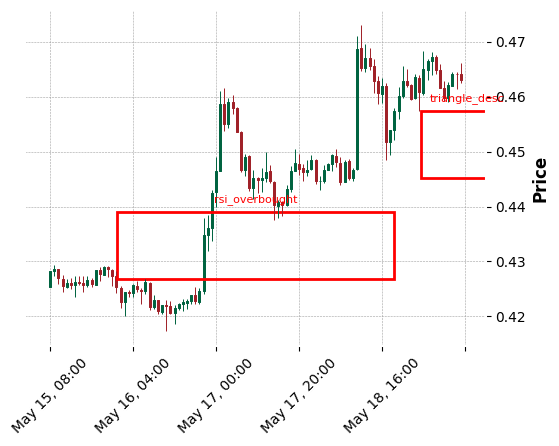 0.47
0.46
triangle_desc
0.45
Price
rsi_overbought
0.44
0.43
0.42
May 15, 08:00
May 16, 04:00
May 17, 00:00
May 17, 20:00
May 18, 16:00